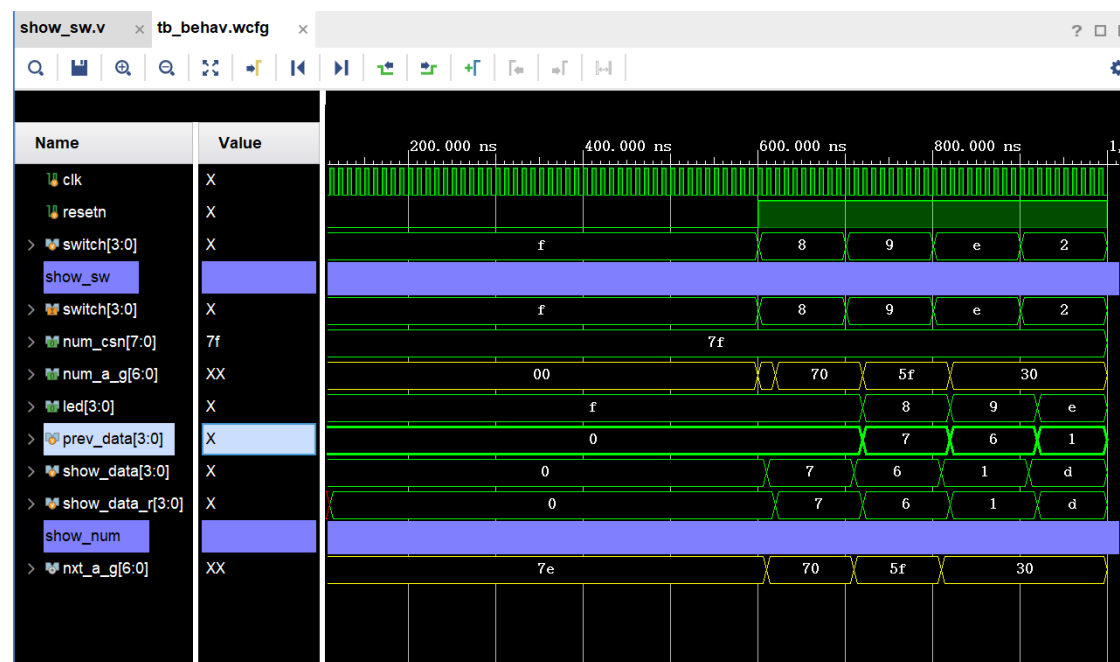 show_sw.v × tb_behav.wcfg ×
?
Name Value 200.000 ns 400.000 ns 600.000 ns 800.000 ns 1,
clk X
resetn X
switch[3:0] X f 8 9 e 2
show_sw
switch[3:0] X f 8 9 e 2
num_csn[7:0] 7f 7f
num_a_g[6:0] XX 00 70 5f 30
led[3:0] X f 8 9 e
prev_data[3:0] X 0 7 6 1
show_data[3:0] X 0 7 6 1 d
show_data_r[3:0] X 0 7 6 1 d
show_num
nxt_a_g[6:0] XX 7e 70 5f 30